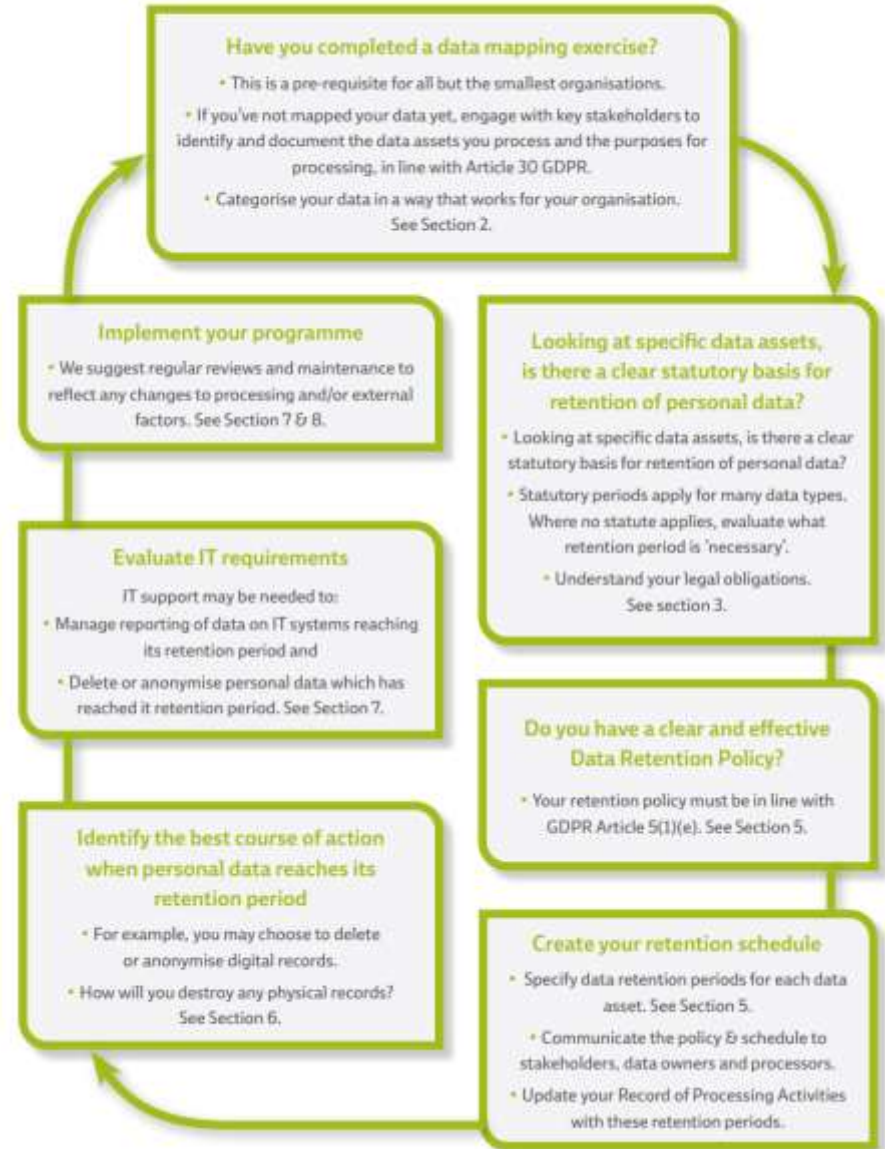 Have you completed a data mapping exercise?
• This is a pre-requisite for all but the smallest organisations.
• If you've not mapped your data yet, engage with key stakeholders to
identify and document the data assets you process and the purposes for
processing, in line with Article 30 GDPR.
• Categorise your data in a way that works for your organisation.
See Section 2.
Looking at specific data assets,
is there a clear statutory basis for
retention of personal data?
• Looking at specific data assets, is there a clear
statutory basis for retention of personal data?
• Statutory periods apply for many data types.
Where no statute applies, evaluate what
retention period is 'necessary'.
• Understand your legal obligations.
See section 3.
Do you have a clear and effective
Data Retention Policy?
• Your retention policy must be in line with
GDPR Article 5(1)(e). See Section 5.
Create your retention schedule
• Specify data retention periods for each data
asset. See Section 5.
• Communicate the policy & schedule to
stakeholders, data owners and processors.
• Update your Record of Processing Activities
with these retention periods.
Identify the best course of action
when personal data reaches its
retention period
• For example, you may choose to delete
or anonymise digital records.
• How will you destroy any physical records?
See Section 6.
Evaluate IT requirements
IT support may be needed to:
• Manage reporting of data on IT systems reaching
its retention period and
• Delete or anonymise personal data which has
reached it retention period. See Section 7.
Implement your programme
• We suggest regular reviews and maintenance to
reflect any changes to processing and/or external
factors. See Section 7 & 8.